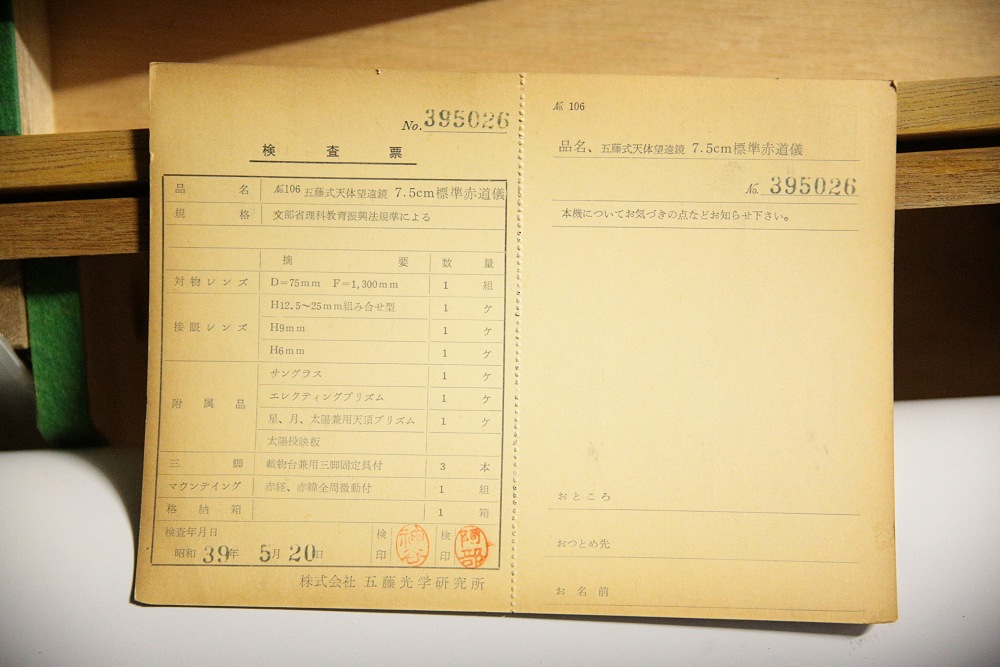 No. 395026
検査票
品名 №106 五藤式天体望遠鏡 7.5cm標準赤道儀
規格 文部省理科教育振興法規準による
摘要 数量
対物レンズ D=75mm F=1,300mm 1 組
接眼レンズ H12.5〜25mm組み合せ型 1 ケ
H9mm 1 ケ
H6mm 1 ケ
附属品 サングラス 1 ケ
エレクティングプリズム 1 ケ
星、月、太陽兼用天頂プリズム 1 ケ
太陽投映板
三脚 載物台兼用三脚固定具付 3 本
マウンテイング 赤経、赤緯全周微動付 1 組
格納箱 1 箱
検査年月日
昭和 39年 5月 20日
検印 神谷 検印 阿部
株式会社 五藤光学研究所
№ 106
品名、五藤式天体望遠鏡 7.5cm標準赤道儀
№ 395026
本機についてお気づきの点などお知らせ下さい。
おところ
おつとめ先
お名前